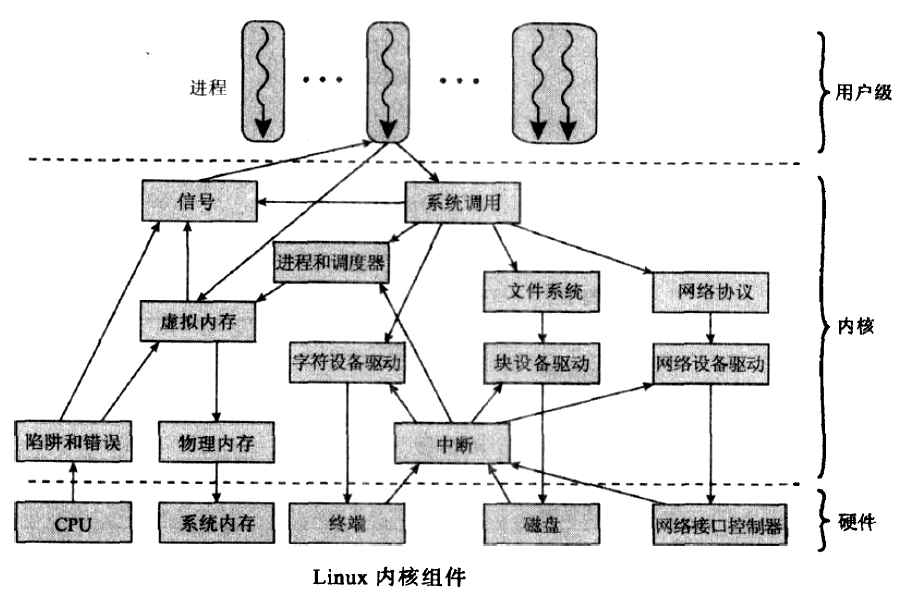 进程
用户级
信号
系统调用
进程和调度器
文件系统
网络协议
虚拟内存
内核
字符设备驱动
块设备驱动
网络设备驱动
陷阱和错误
物理内存
中断
CPU
系统内存
终端
磁盘
网络接口控制器
硬件
Linux 内核组件